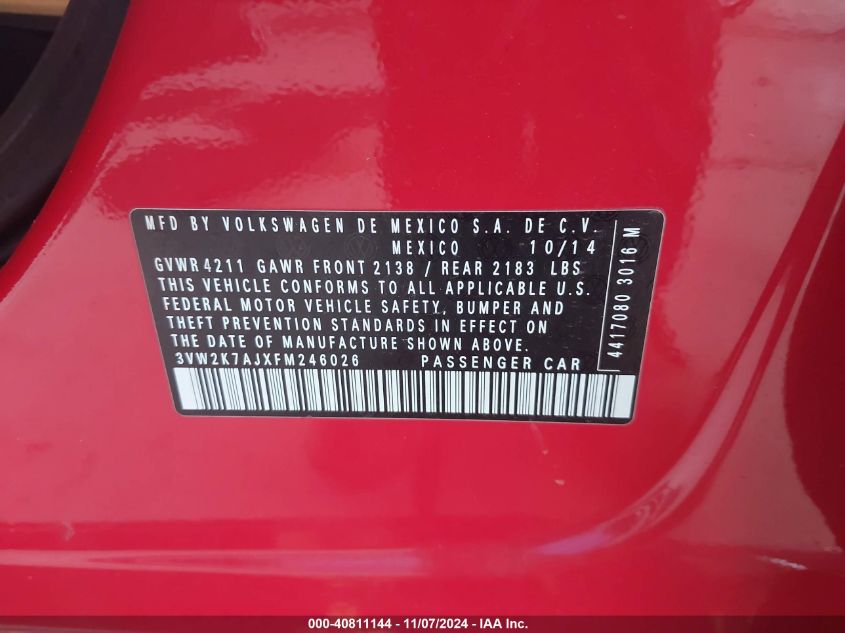 MFD BY VOLKSWAGEN DE MEXICO S.A. DE C.V.
MEXICO 10/14
GVWR 4211 GAWR FRONT 2138 / REAR 2183 LBS
THIS VEHICLE CONFORMS TO ALL APPLICABLE U.S.
FEDERAL MOTOR VEHICLE SAFETY, BUMPER AND
THEFT PREVENTION STANDARDS IN EFFECT ON
THE DATE OF MANUFACTURE SHOWN ABOVE.
3VW2K7AJXFM246026 PASSENGER CAR
4417080 3016 M
000-40811144 - 11/07/2024 - IAA Inc.